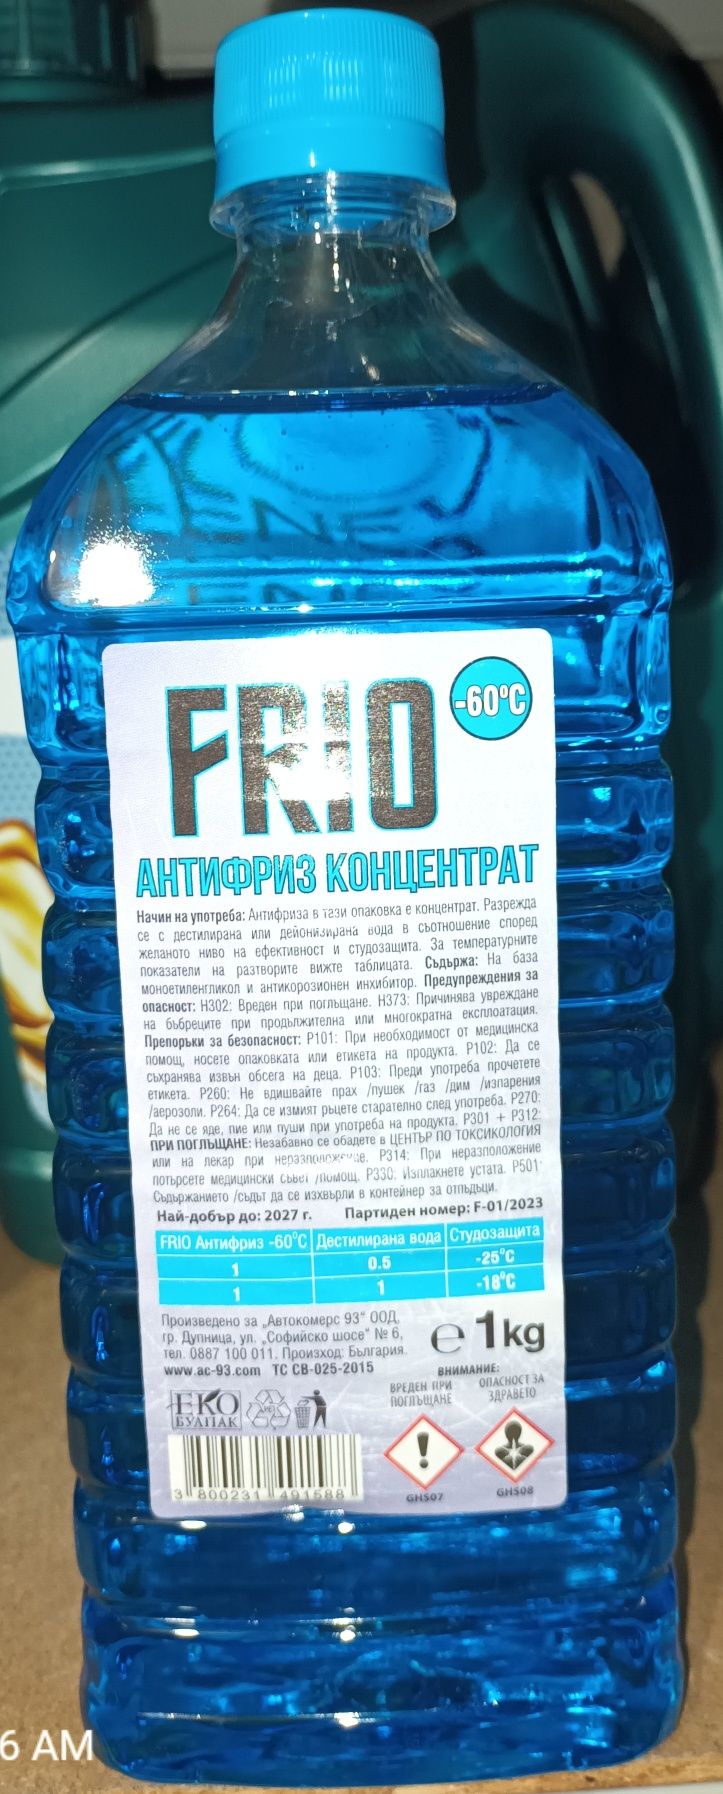 FRIO
-60°C
АНТИФРИЗ КОНЦЕНТРАТ
Начин на употреба: Антифриза в тази опаковка е концентрат. Разрежда
се с дестилирана или дейонизирана вода в съотношение според
желаното ниво на ефективност и студозащита. За температурните
показатели на разтворите вижте таблицата. Съдържа: На база
моноетиленгликол и антикорозионен инхибитор. Предупреждения за
опасност: H302: Вреден при поглъщане. H373: Причинява увреждане
на бъбреците при продължителна или многократна експлоатация.
Препоръки за безопасност: P101: При необходимост от медицинска
помощ, носете опаковката или етикета на продукта. P102: Да се
съхранява извън обсега на деца. P103: Преди употреба прочетете
етикета. P260: Не вдишвайте прах /пушек /газ /дим /изпарения
/аерозоли. P264: Да се измият ръцете старателно след употреба. P270:
Да не се яде, пие или пуши при употреба на продукта. P301 + P312:
ПРИ ПОГЛЪЩАНЕ: Незабавно се обадете в ЦЕНТЪР ПО ТОКСИКОЛОГИЯ
или на лекар при неразположение. P314: При неразположение
потърсете медицински съвет /помощ. P330: Изплакнете устата. P501:
Съдържанието /съдът да се изхвърли в контейнер за отпадъци.
Най-добър до: 2027 г. Партиден номер: F-01/2023
FRIO Антифриз -60°C Дестилирана вода Студозащита
1 0.5 -25°C
1 1 -18°C
Произведено за „Автокомерс 93" ООД,
гр. Дупница, ул. „Софийско шосе" № 6,
тел. 0887 100 011. Произход: България.
www.ac-93.com ТС СВ-025-2015
e 1kg
ВНИМАНИЕ:
ВРЕДЕН ПРИ
ПОГЛЪЩАНЕ
ОПАСНОСТ ЗА
ЗДРАВЕТО
ЕКО
БУЛПАК
3 800231 491588
GHS07
GHS08
6 AM